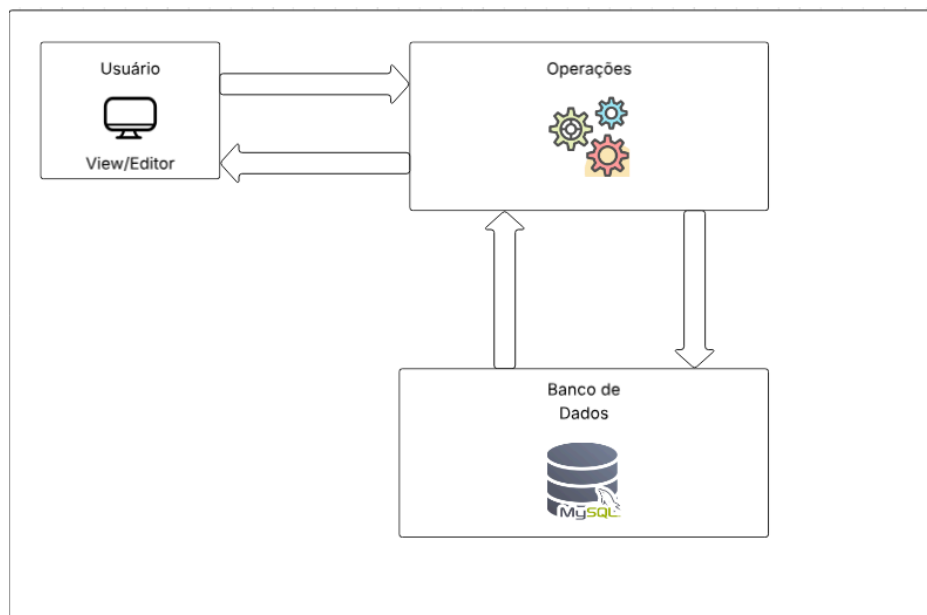 Usuário
View/Editor
Operações
Banco de
Dados
MySQL